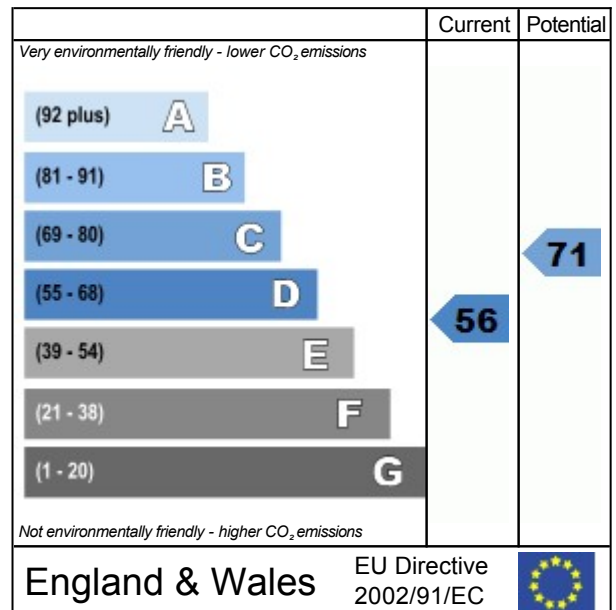 Current Potential
Very environmentally friendly - lower CO₂ emissions
(92 plus) A
(81 - 91) B
(69 - 80) C
71
(55 - 68) D
56
(39 - 54) E
(21 - 38) F
(1 - 20) G
Not environmentally friendly - higher CO₂ emissions
England & Wales
EU Directive
2002/91/EC